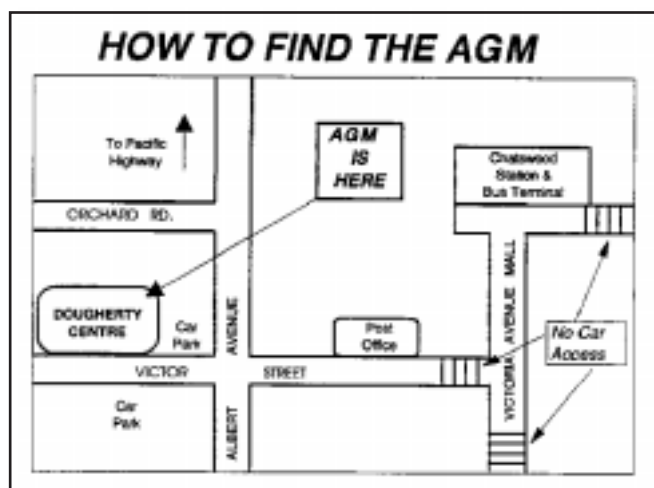 HOW TO FIND THE AGM
To Pacific
Highway
AGM
IS
HERE
Chatswood
Station &
Bus Terminal
ORCHARD RD.
DOUGHERTY
CENTRE
Car
Park
AVENUE
Post
Office
VICTORIA AVENUE MALL
No Car
Access
VICTOR STREET
Car
Park
ALBERT